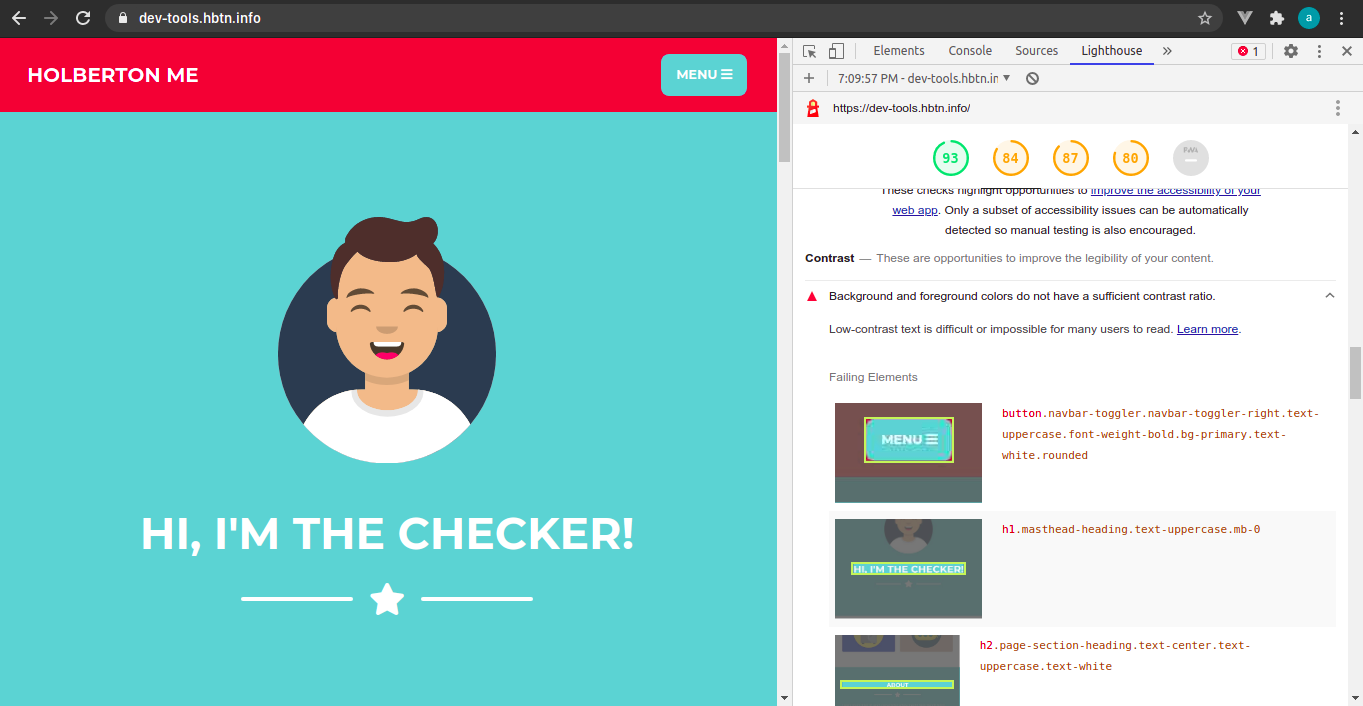 dev-tools.hbtn.info
a
HOLBERTON ME
MENU
HI, I'M THE CHECKER!
Elements
Console
Sources
Lighthouse
1
7:09:57 PM - dev-tools.hbtn.in
https://dev-tools.hbtn.info/
93
84
87
80
PWA
These checks highlight opportunities to improve the accessibility of your
web app. Only a subset of accessibility issues can be automatically
detected so manual testing is also encouraged.
Contrast — These are opportunities to improve the legibility of your content.
Background and foreground colors do not have a sufficient contrast ratio.
Low-contrast text is difficult or impossible for many users to read. Learn more.
Failing Elements
MENU
button.navbar-toggler.navbar-toggler-right.text-
uppercase.font-weight-bold.bg-primary.text-
white.rounded
HI, I'M THE CHECKER!
h1.masthead-heading.text-uppercase.mb-0
ABOUT
h2.page-section-heading.text-center.text-
uppercase.text-white